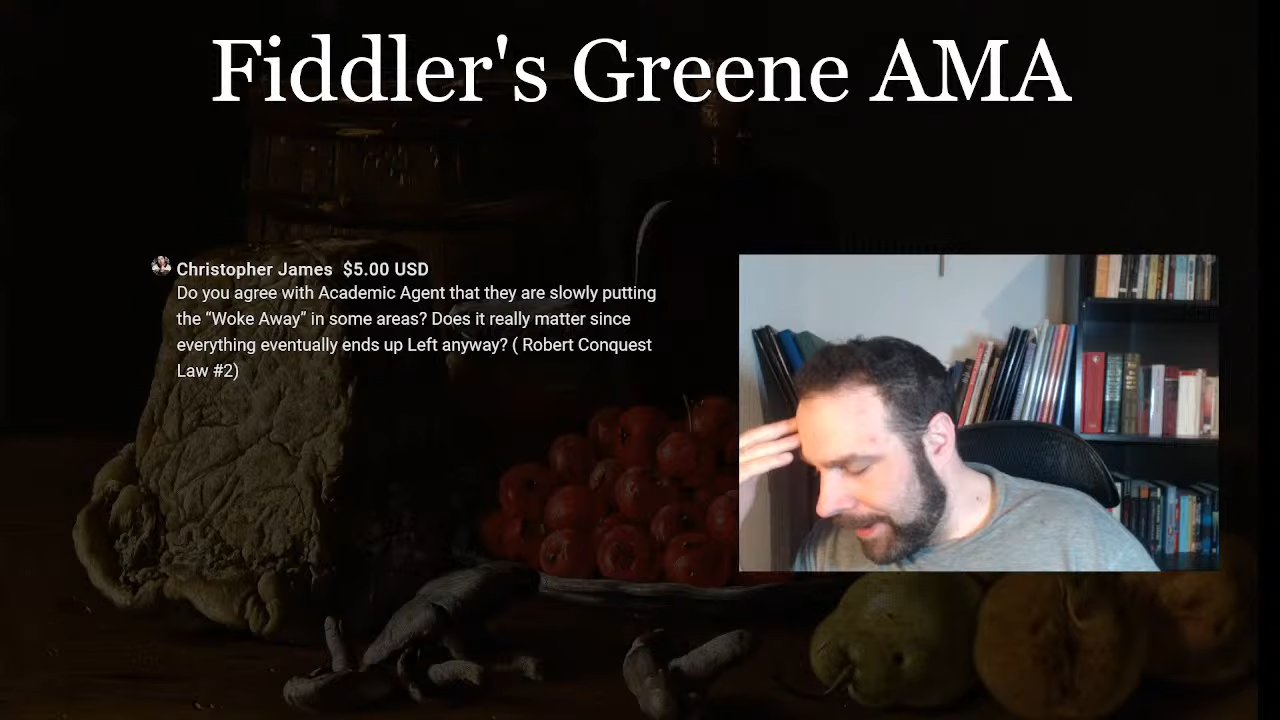 Fiddler's Greene AMA
Christopher James $5.00 USD
Do you agree with Academic Agent that they are slowly putting
the “Woke Away” in some areas? Does it really matter since
everything eventually ends up Left anyway? ( Robert Conquest
Law #2)